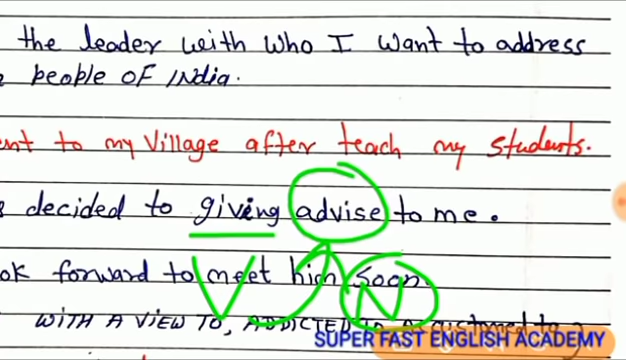 the leader with who I want to address
people of India.
to my village after teach my students.
decided to giving advise to me.
forward to meet him soon.
V N
WITH A VIEW TO, ADDICTED TO
SUPER FAST ENGLISH ACADEMY